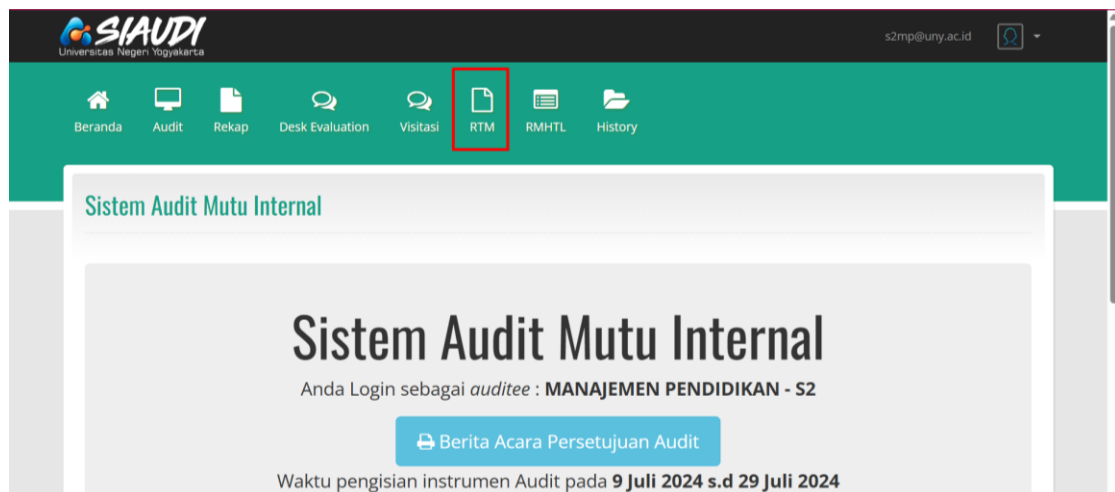 SIAUDI
Universitas Negeri Yogyakarta
s2mp@uny.ac.id
Beranda Audit Rekap Desk Evaluation Visitasi RTM RMHTL History
Sistem Audit Mutu Internal
Sistem Audit Mutu Internal
Anda Login sebagai auditee : MANAJEMEN PENDIDIKAN - S2
Berita Acara Persetujuan Audit
Waktu pengisian instrumen Audit pada 9 Juli 2024 s.d 29 Juli 2024